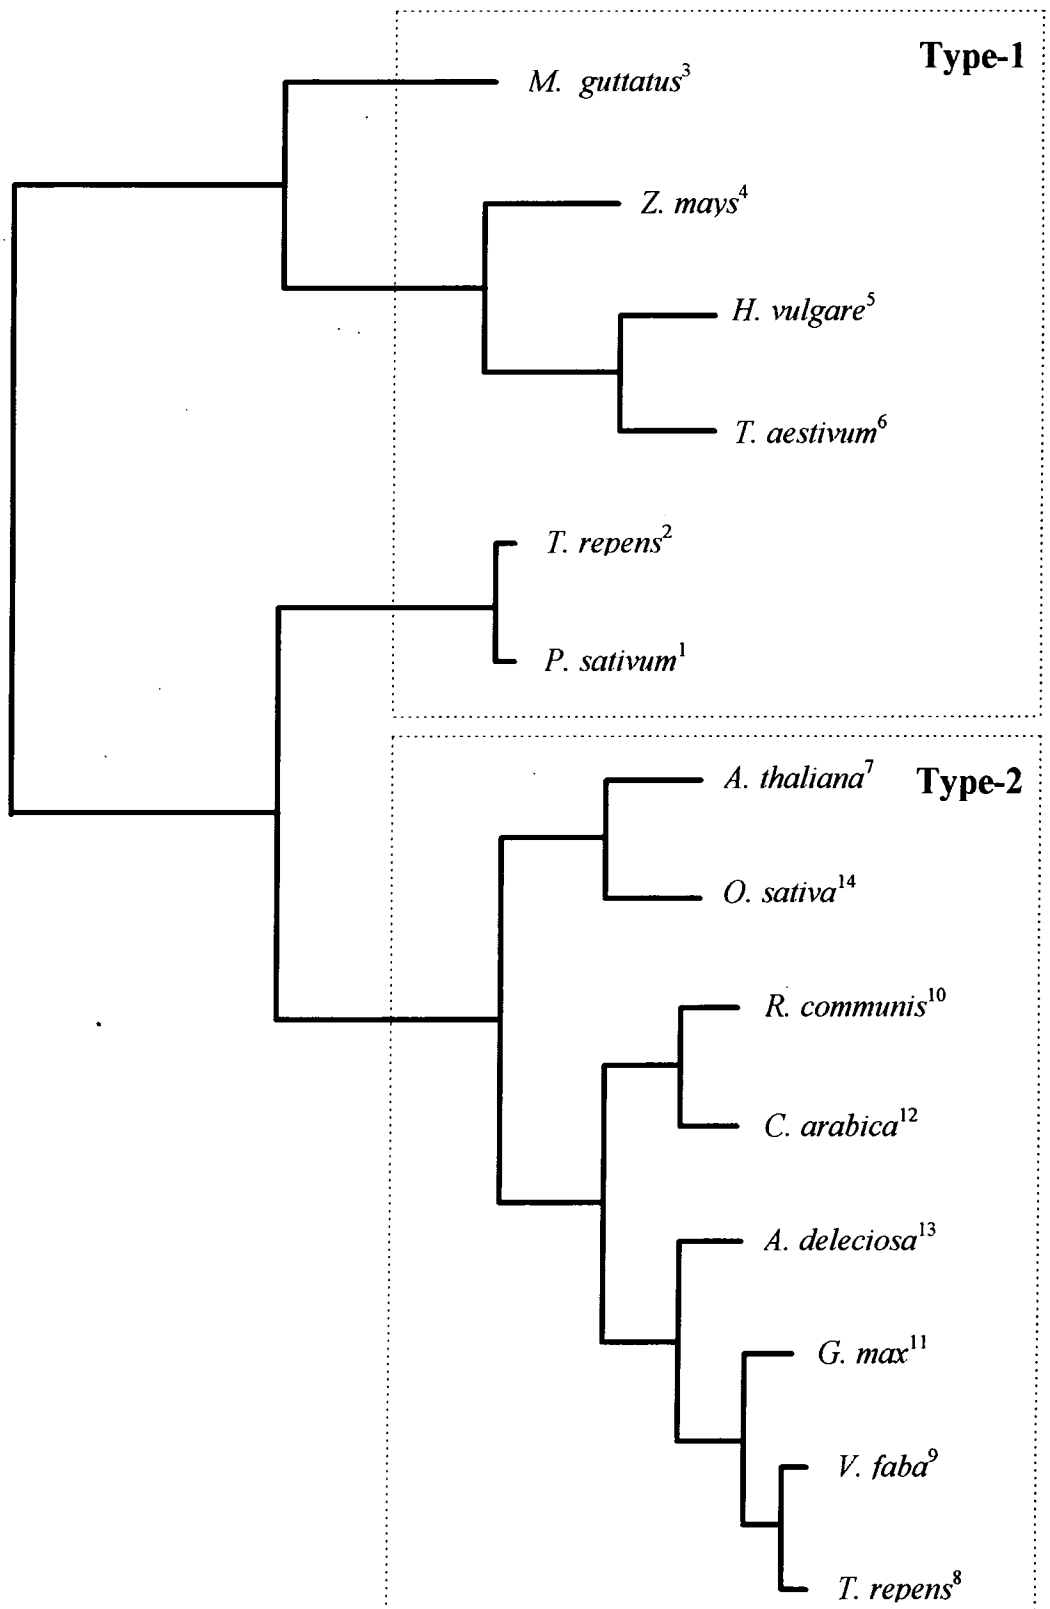 Type-1
M. guttatus³
Z. mays⁴
H. vulgare⁵
T. aestivum⁶
T. repens²
P. sativum¹
Type-2
A. thaliana⁷
O. sativa¹⁴
R. communis¹⁰
C. arabica¹²
A. deleciosa¹³
G. max¹¹
V. faba⁹
T. repens⁸